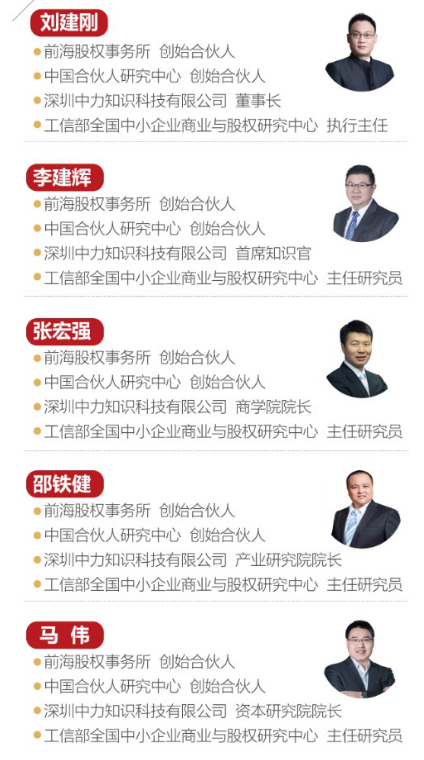 刘建刚
前海股权事务所 创始合伙人
中国合伙人研究中心 创始合伙人
深圳中力知识科技有限公司 董事长
工信部全国中小企业商业与股权研究中心 执行主任
李建辉
前海股权事务所 创始合伙人
中国合伙人研究中心 创始合伙人
深圳中力知识科技有限公司 首席知识官
工信部全国中小企业商业与股权研究中心 主任研究员
张宏强
前海股权事务所 创始合伙人
中国合伙人研究中心 创始合伙人
深圳中力知识科技有限公司 商学院院长
工信部全国中小企业商业与股权研究中心 主任研究员
邵铁健
前海股权事务所 创始合伙人
中国合伙人研究中心 创始合伙人
深圳中力知识科技有限公司 产业研究院院长
工信部全国中小企业商业与股权研究中心 主任研究员
马 伟
前海股权事务所 创始合伙人
中国合伙人研究中心 创始合伙人
深圳中力知识科技有限公司 资本研究院院长
工信部全国中小企业商业与股权研究中心 主任研究员